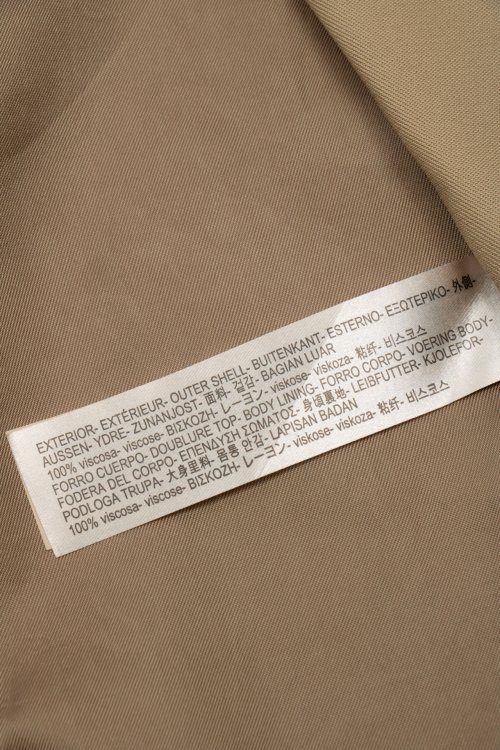 EXTERIOR- EXTÉRIEUR- OUTER SHELL- BUITENKANT- ESTERNO- ΕΞΩΤΕΡΙΚΟ- 外側-
AUSSEN- YDRE- ZUNANJOST- 面料- 겉감- BAGIAN LUAR
100% viscosa- viscose- ΒΙΣΚΟΖΗ- レーヨン- viskose- viskoza- 粘纤- 비스코스
FORRO CUERPO- DOUBLURE TOP- BODY LINING- FORRO CORPO- VOERING BODY-
FODERA DEL CORPO- ΕΠΕΝΔΥΣΗ ΣΩΜΑΤΟΣ- 身頃裏地- LEIBFUTTER- KJOLEFOR-
PODLOGA TRUPA- 大身里料- 몸통 안감- LAPISAN BADAN
100% viscosa- viscose- ΒΙΣΚΟΖΗ- レーヨン- viskose- viskoza- 粘纤- 비스코스